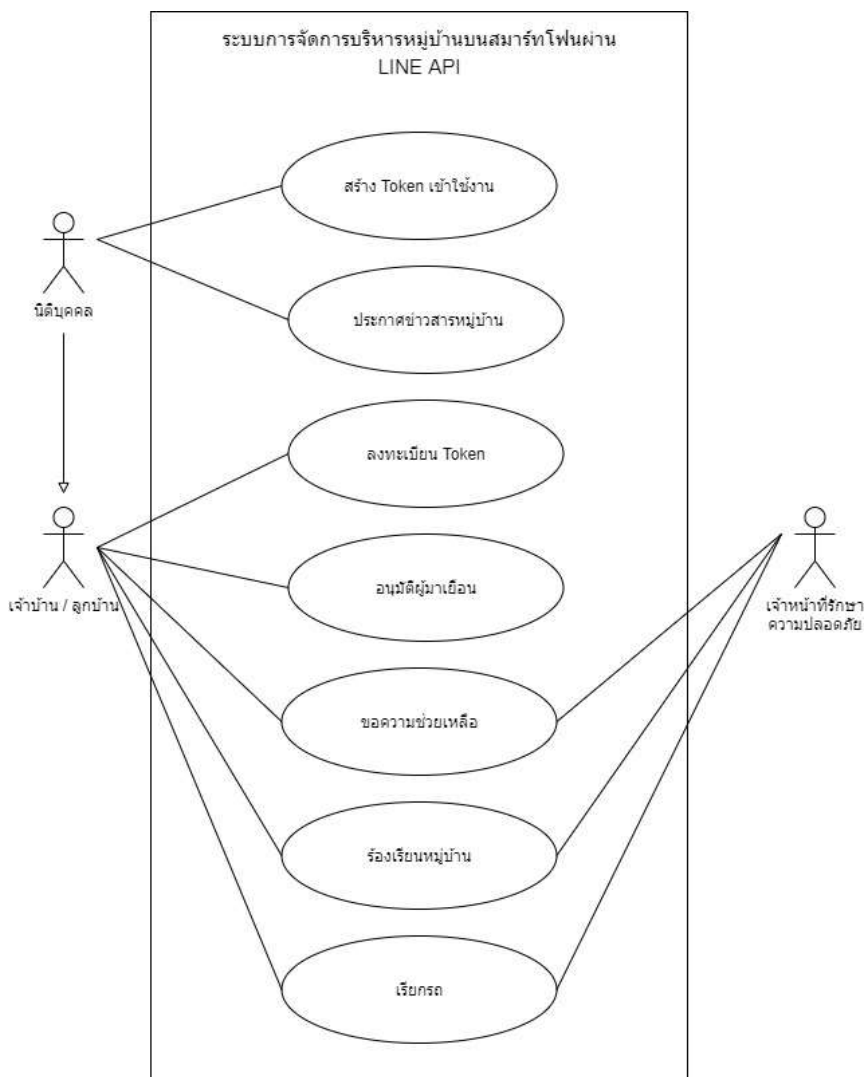 ระบบการจัดการบริหารหมู่บ้านบนสมาร์ทโฟนผ่าน
LINE API
สร้าง Token เข้าใช้งาน
นิติบุคคล
ประกาศข่าวสารหมู่บ้าน
ลงทะเบียน Token
เจ้าบ้าน / ลูกบ้าน
อนุมัติผู้มาเยือน
เจ้าหน้าที่รักษา
ความปลอดภัย
ขอความช่วยเหลือ
ร้องเรียนหมู่บ้าน
เรียกรถ